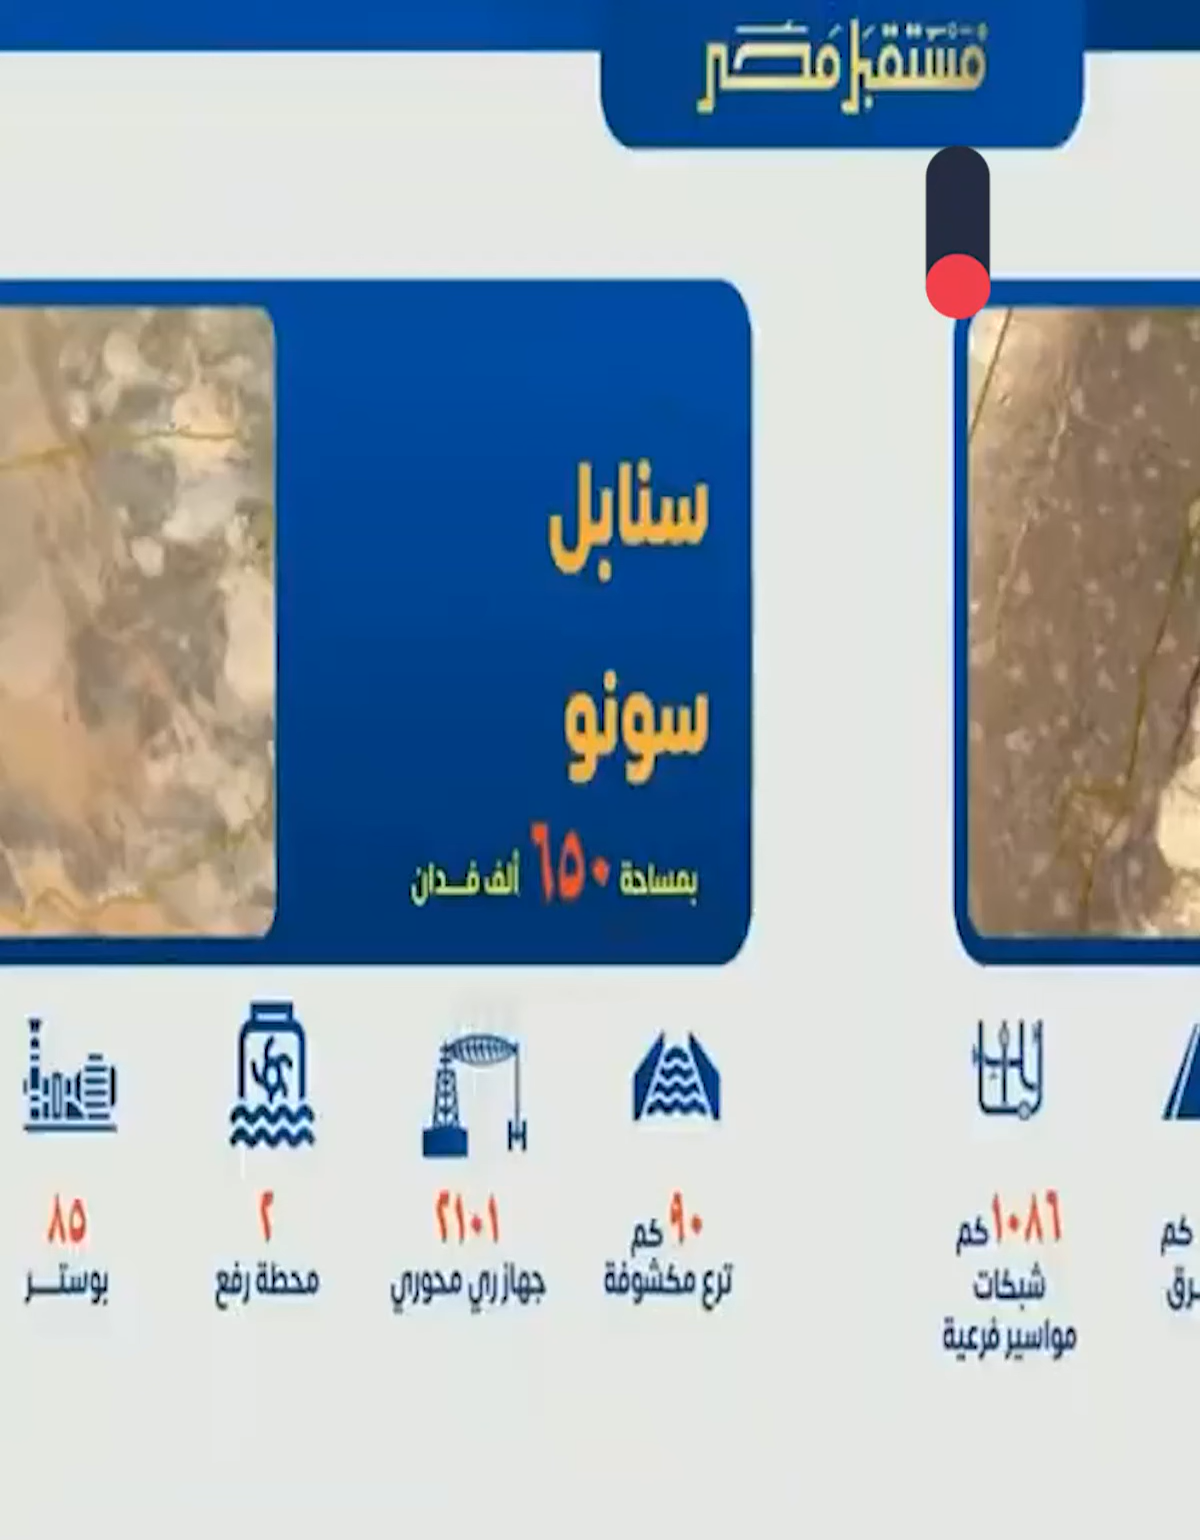 مستقبل مصر
سنابل
سونو
بمساحة ٦٥٠ ألف فدان
١٠٨٦ كم
شبكات
مواسير فرعية
كم
٩٠ كم
ترع مكشوفة
٢١٠١
جهاز ري محوري
٢
محطة رفع
٨٥
بوستر